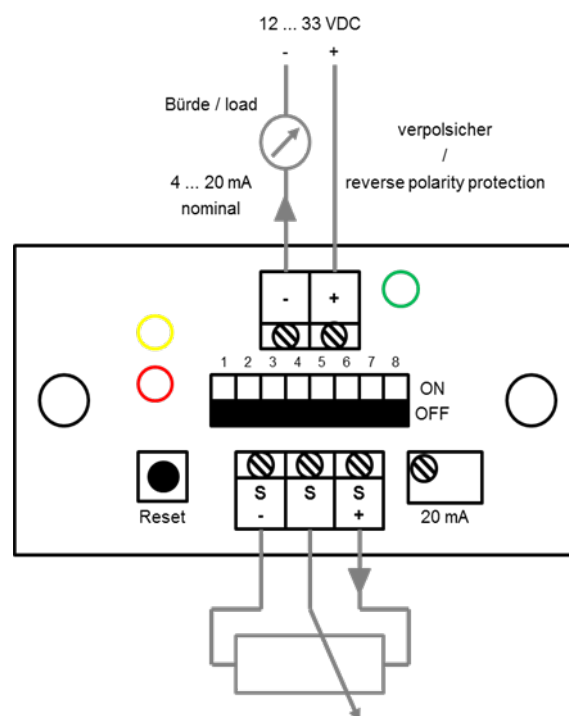 12 ... 33 VDC
- +
Bürde / load
verpolsicher
/
reverse polarity protection
4 ... 20 mA
nominal
- +
1 2 3 4 5 6 7 8
ON
OFF
S S S
- +
Reset
20 mA